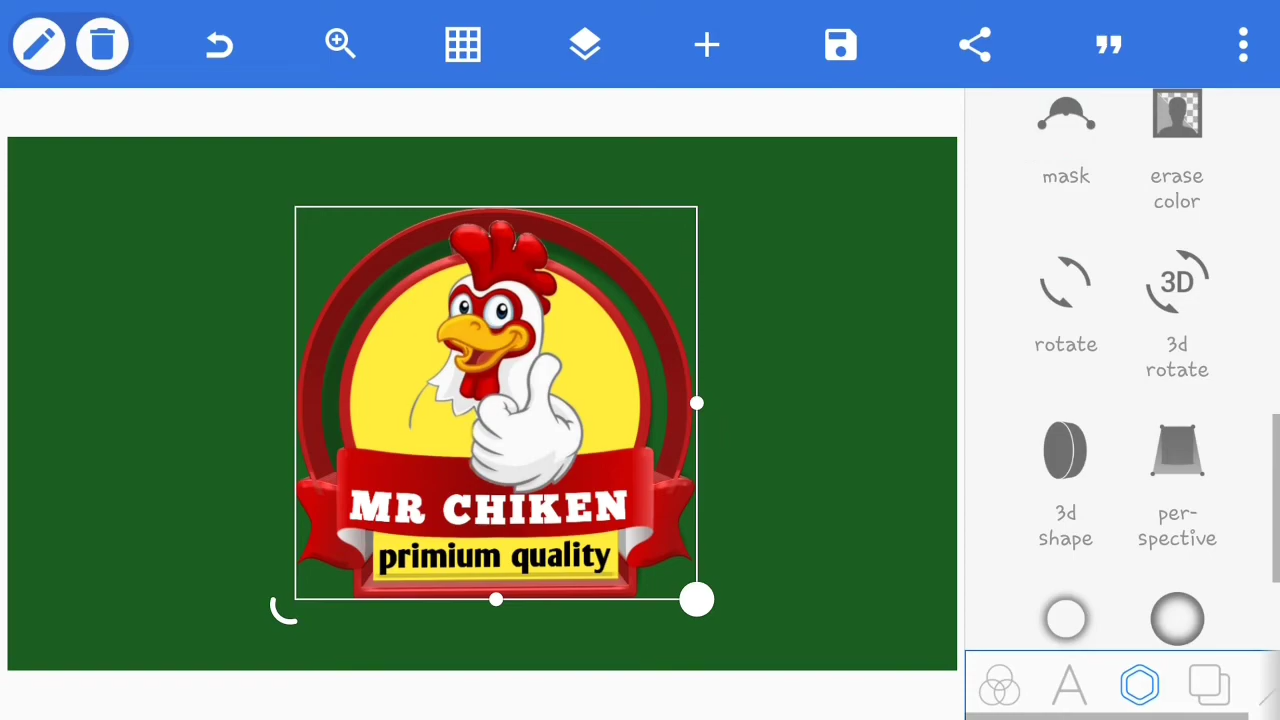 mask
erase
color
rotate
3D
3d
rotate
3d
shape
per-
spective
MR CHIKEN
primium quality